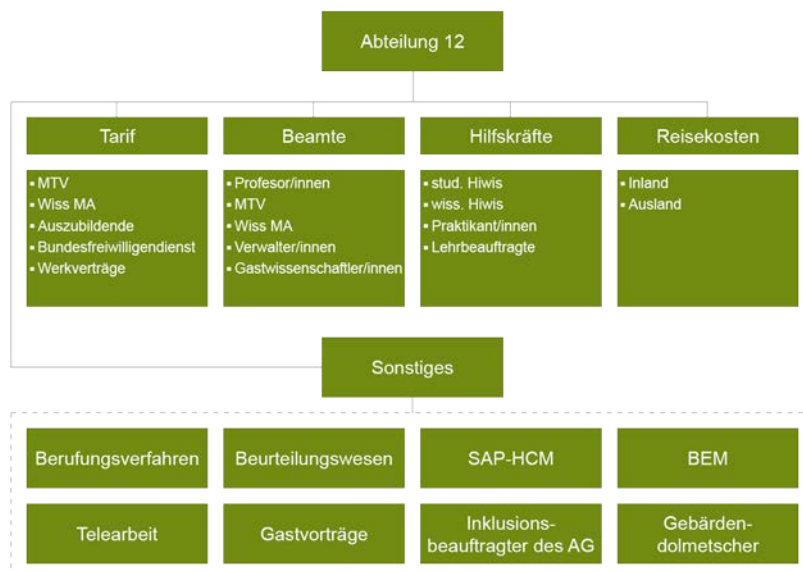 Abteilung 12
Tarif
▪ MTV
▪ Wiss MA
▪ Auszubildende
▪ Bundesfreiwilligendienst
▪ Werkverträge
Beamte
▪ Profesor/innen
▪ MTV
▪ Wiss MA
▪ Verwalter/innen
▪ Gastwissenschaftler/innen
Hilfskräfte
▪ stud. Hiwis
▪ wiss. Hiwis
▪ Praktikant/innen
▪ Lehrbeauftragte
Reisekosten
▪ Inland
▪ Ausland
Sonstiges
Berufungsverfahren
Beurteilungswesen
SAP-HCM
BEM
Telearbeit
Gastvorträge
Inklusions-
beauftragter des AG
Gebärden-
dolmetscher